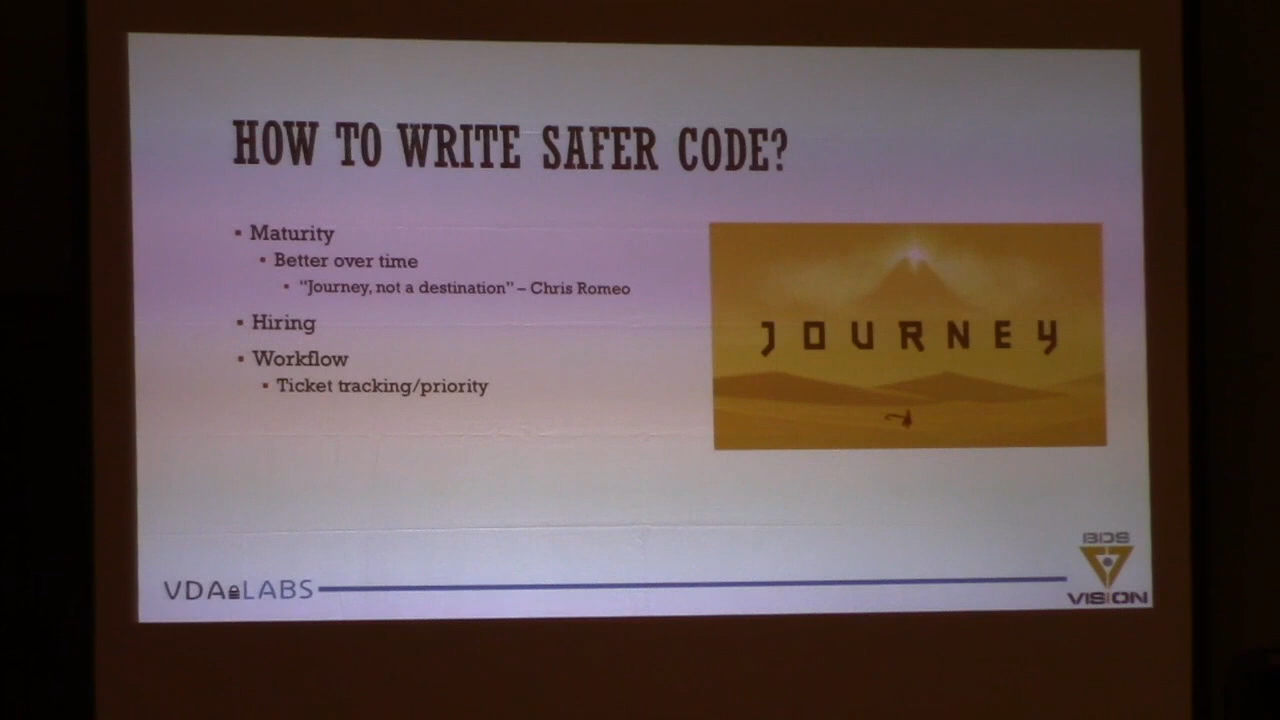 HOW TO WRITE SAFER CODE?
▪ Maturity
▪ Better over time
▪ "Journey, not a destination" – Chris Romeo
▪ Hiring
▪ Workflow
▪ Ticket tracking/priority
JOURNEY
VDA LABS
BDS
VISION